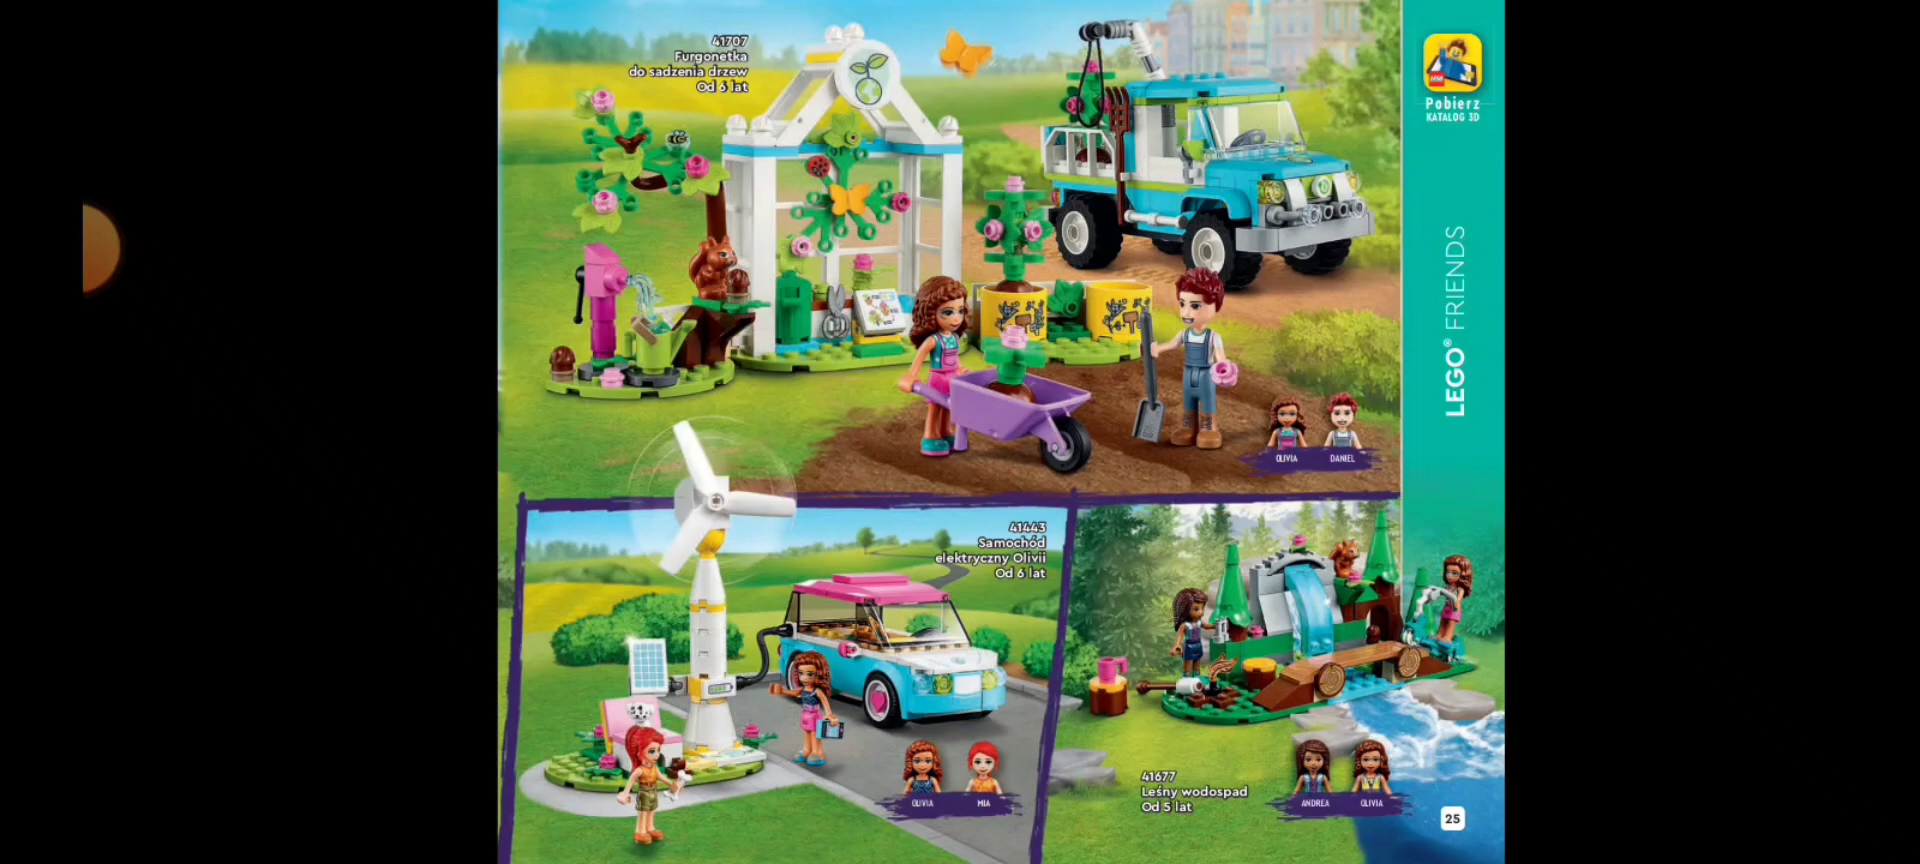 41707
Furgonetka
do sadzenia drzew
Od 6 lat
Pobierz
KATALOG 3D
LEGO® FRIENDS
OLIVIA
DANIEL
41443
Samochód
elektryczny Olivii
Od 6 lat
OLIVIA
MIA
41677
Leśny wodospad
Od 5 lat
ANDREA
OLIVIA
25